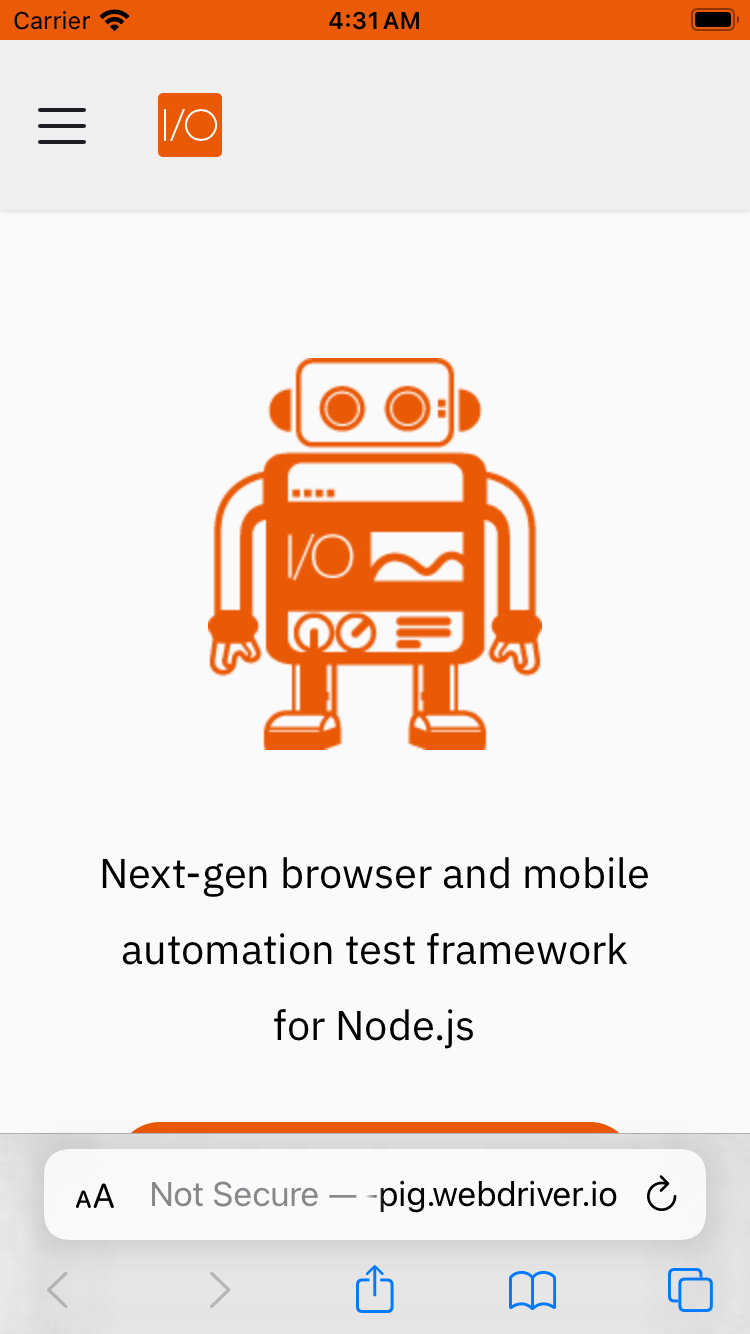 Carrier 4:31 AM
I/O
I/O
Next-gen browser and mobile
automation test framework
for Node.js
AA Not Secure — -pig.webdriver.io